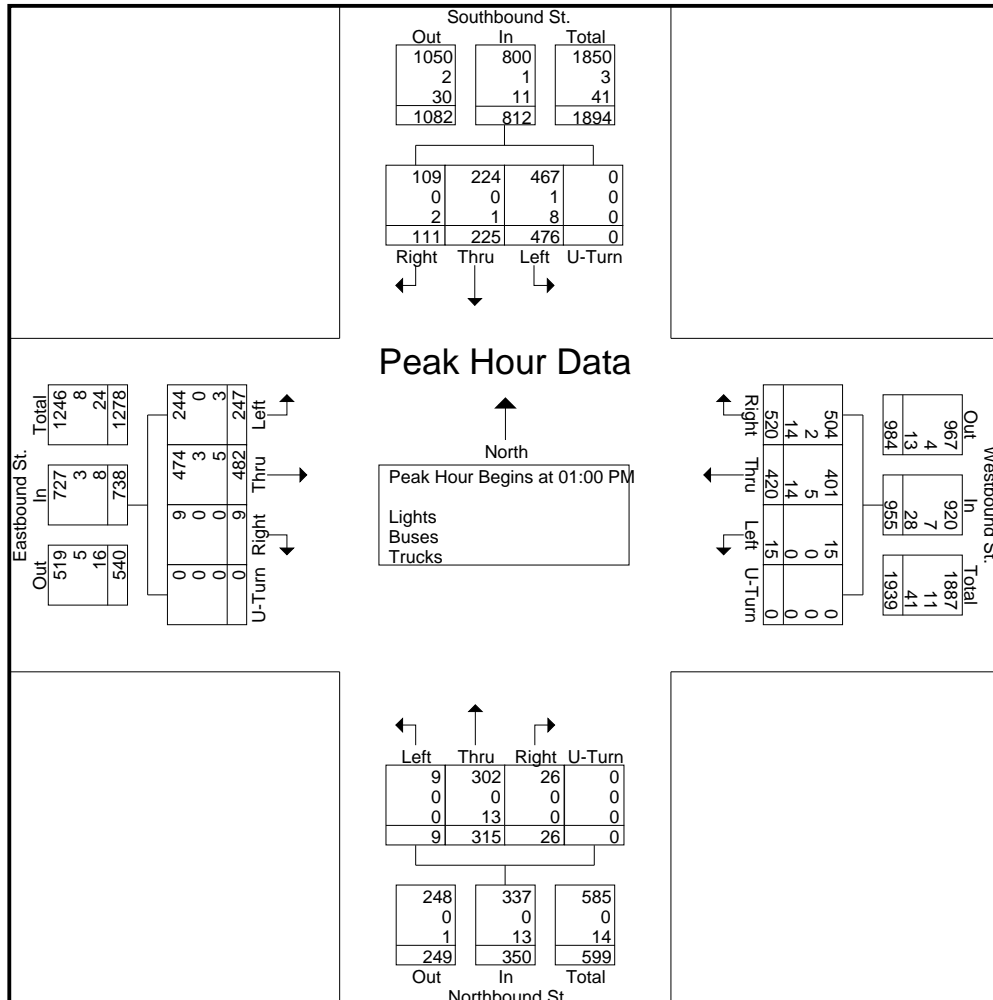 Southbound St.
Out In Total
1050 800 1850
2 1 3
30 11 41
1082 812 1894
109 224 467 0
0 0 1 0
2 1 8 0
111 225 476 0
Right Thru Left U-Turn
Peak Hour Data
North
Peak Hour Begins at 01:00 PM
Lights
Buses
Trucks
Eastbound St.
Out In Total
519 727 1246
5 3 8
16 8 24
540 738 1278
0 9 474 244
0 0 3 0
0 0 5 3
0 9 482 247
U-Turn Right Thru Left
Westbound St.
Out In Total
967 920 1887
4 7 11
13 28 41
984 955 1939
504 401 15 0
2 5 0 0
14 14 0 0
520 420 15 0
Right Thru Left U-Turn
Left Thru Right U-Turn
9 302 26 0
0 0 0 0
0 13 0 0
9 315 26 0
248 337 585
0 0 0
1 13 14
249 350 599
Out In Total
Northbound St.